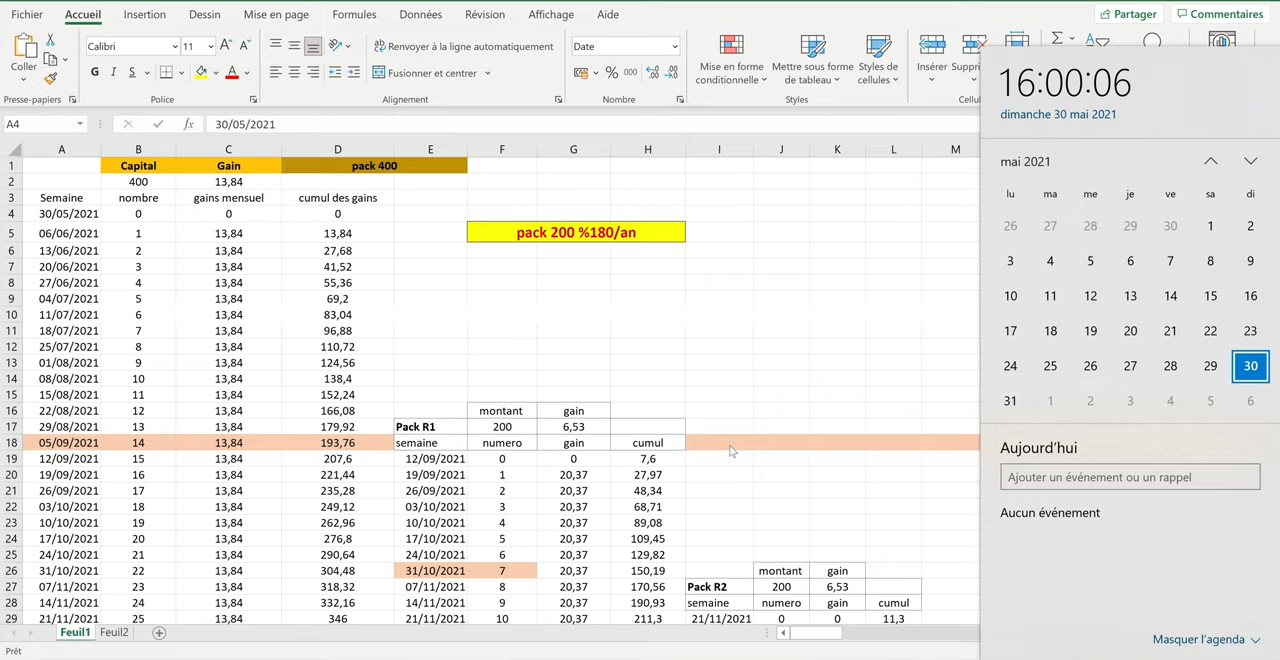 Fichier Accueil Insertion Dessin Mise en page Formules Données Révision Affichage Aide Partager Commentaires
Calibri 11 Renvoyer à la ligne automatiquement Date
Coller G I S Fusionner et centrer % 000 Mise en forme conditionnelle Mettre sous forme de tableau Styles de cellules Insérer
Presse-papiers Police Alignement Nombre Styles
A4 fx 30/05/2021
A B C D E F G H I J K L M
1 Capital Gain pack 400
2 400 13,84
3 Semaine nombre gains mensuel cumul des gains
4 30/05/2021 0 0 0
5 06/06/2021 1 13,84 13,84 pack 200 %180/an
6 13/06/2021 2 13,84 27,68
7 20/06/2021 3 13,84 41,52
8 27/06/2021 4 13,84 55,36
9 04/07/2021 5 13,84 69,2
10 11/07/2021 6 13,84 83,04
11 18/07/2021 7 13,84 96,88
12 25/07/2021 8 13,84 110,72
13 01/08/2021 9 13,84 124,56
14 08/08/2021 10 13,84 138,4
15 15/08/2021 11 13,84 152,24
16 22/08/2021 12 13,84 166,08 montant gain
17 29/08/2021 13 13,84 179,92 Pack R1 200 6,53
18 05/09/2021 14 13,84 193,76 semaine numero gain cumul
19 12/09/2021 15 13,84 207,6 12/09/2021 0 0 7,6
20 19/09/2021 16 13,84 221,44 19/09/2021 1 20,37 27,97
21 26/09/2021 17 13,84 235,28 26/09/2021 2 20,37 48,34
22 03/10/2021 18 13,84 249,12 03/10/2021 3 20,37 68,71
23 10/10/2021 19 13,84 262,96 10/10/2021 4 20,37 89,08
24 17/10/2021 20 13,84 276,8 17/10/2021 5 20,37 109,45
25 24/10/2021 21 13,84 290,64 24/10/2021 6 20,37 129,82
26 31/10/2021 22 13,84 304,48 31/10/2021 7 20,37 150,19 montant gain
27 07/11/2021 23 13,84 318,32 07/11/2021 8 20,37 170,56 Pack R2 200 6,53
28 14/11/2021 24 13,84 332,16 14/11/2021 9 20,37 190,93 semaine numero gain cumul
29 21/11/2021 25 13,84 346 21/11/2021 10 20,37 211,3 21/11/2021 0 0 11,3
Feuil1 Feuil2
Prêt
16:00:06
dimanche 30 mai 2021
mai 2021
lu ma me je ve sa di
26 27 28 29 30 1 2
3 4 5 6 7 8 9
10 11 12 13 14 15 16
17 18 19 20 21 22 23
24 25 26 27 28 29 30
31 1 2 3 4 5 6
Aujourd'hui
Ajouter un événement ou un rappel
Aucun événement
Masquer l'agenda